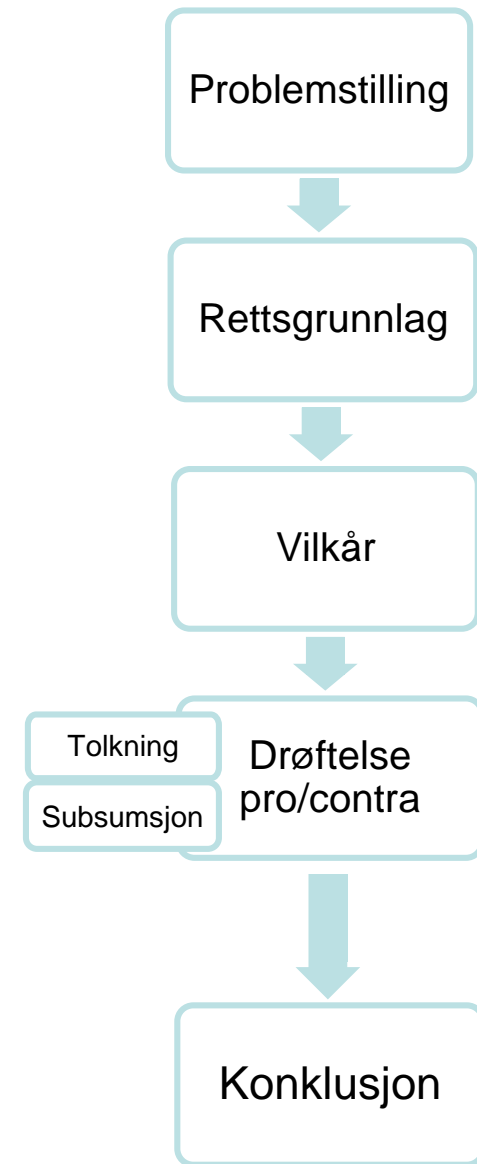 Problemstilling
Rettsgrunnlag
Vilkår
Tolkning
Subsumsjon
Drøftelse
pro/contra
Konklusjon